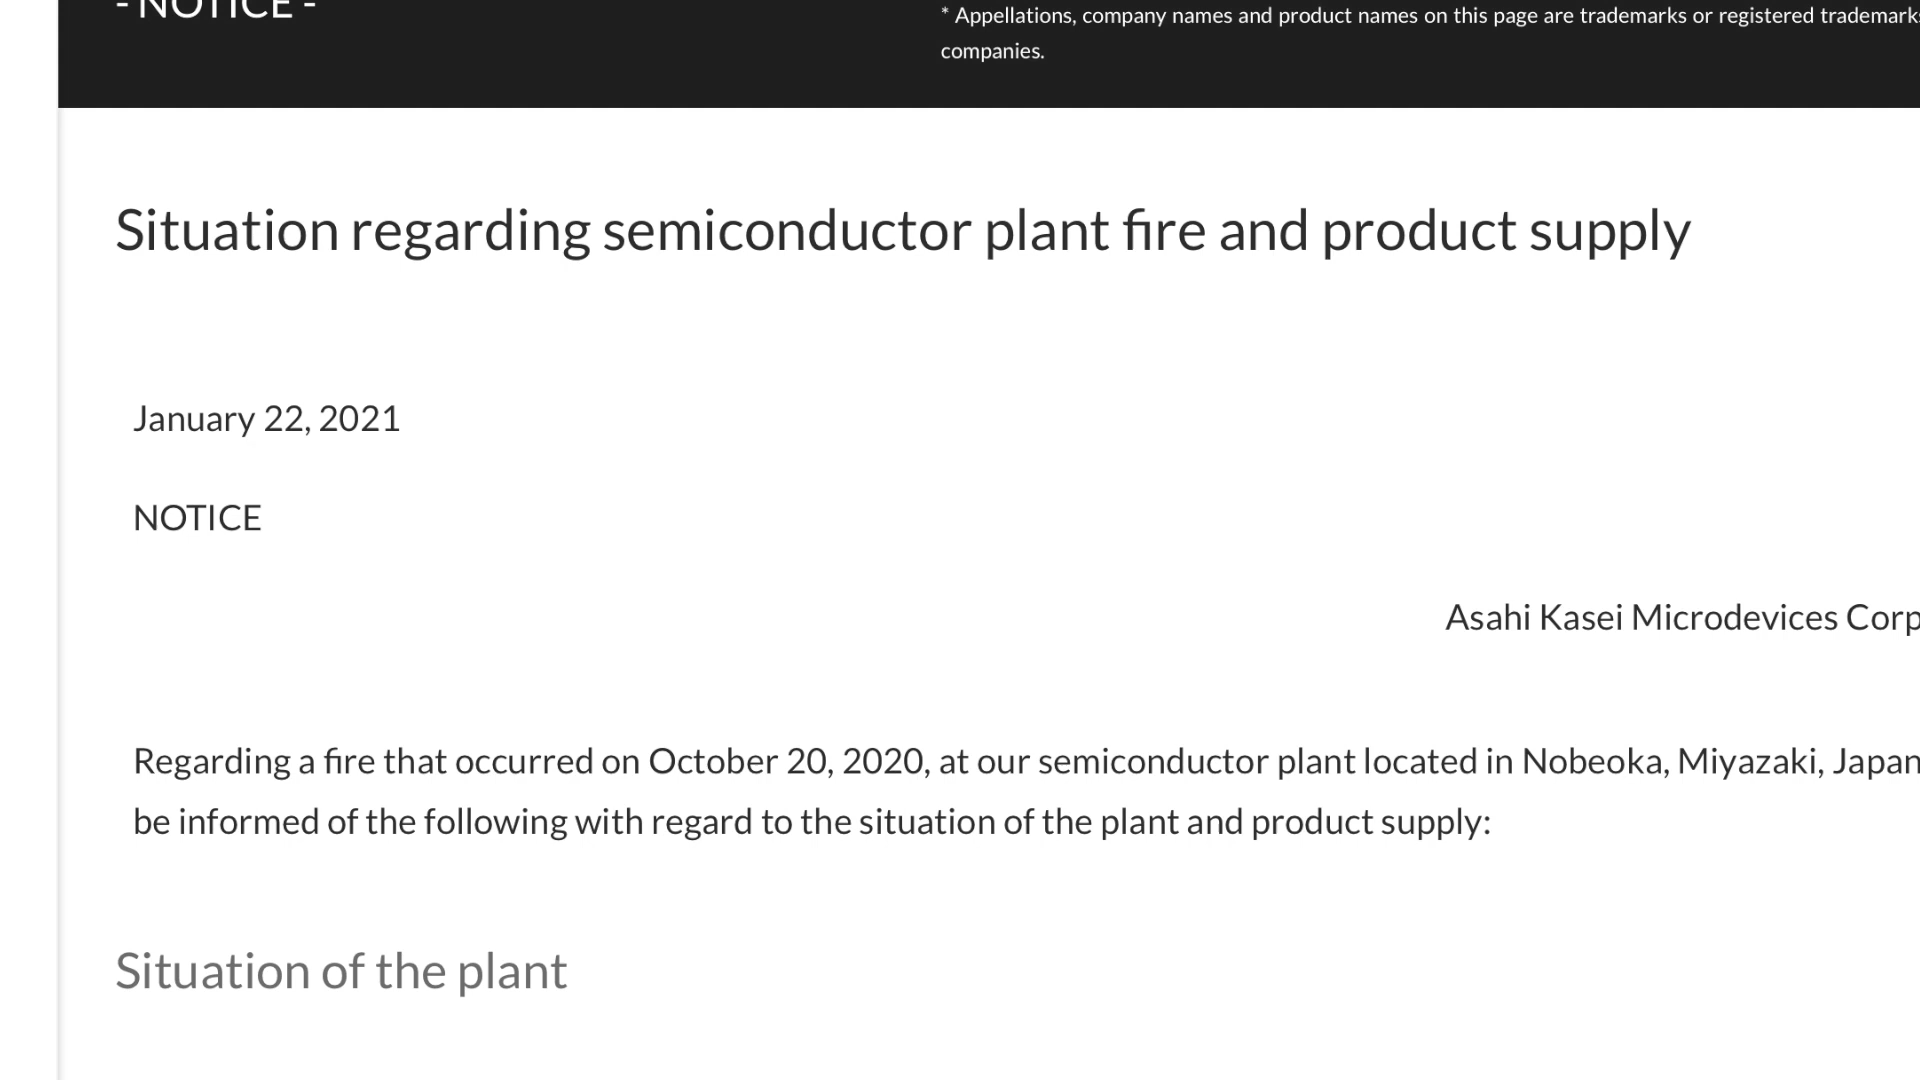 - NOTICE -
* Appellations, company names and product names on this page are trademarks or registered trademarks
companies.
Situation regarding semiconductor plant fire and product supply
January 22, 2021
NOTICE
Asahi Kasei Microdevices Corp
Regarding a fire that occurred on October 20, 2020, at our semiconductor plant located in Nobeoka, Miyazaki, Japan
be informed of the following with regard to the situation of the plant and product supply:
Situation of the plant